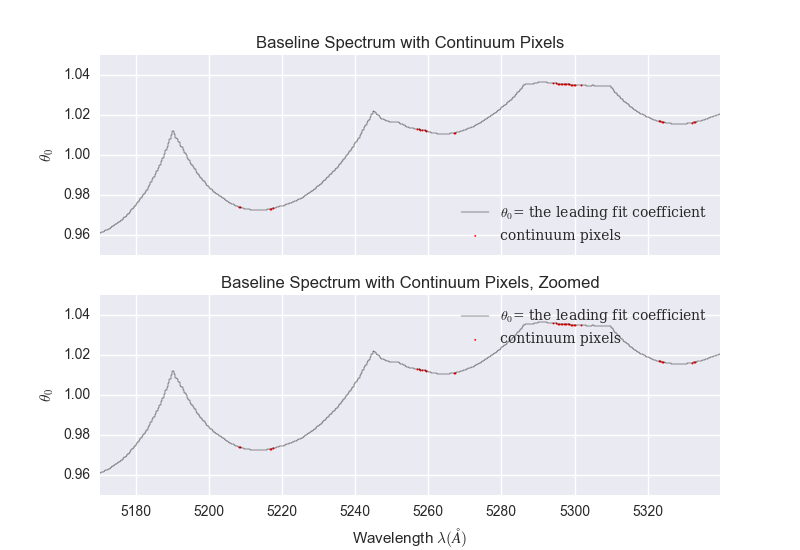 Baseline Spectrum with Continuum Pixels
1.04
1.02
1.00
0.98
0.96
θ0
θ0= the leading fit coefficient
continuum pixels
Baseline Spectrum with Continuum Pixels, Zoomed
1.04
1.02
1.00
0.98
0.96
θ0
θ0= the leading fit coefficient
continuum pixels
5180 5200 5220 5240 5260 5280 5300 5320
Wavelength λ(Å)